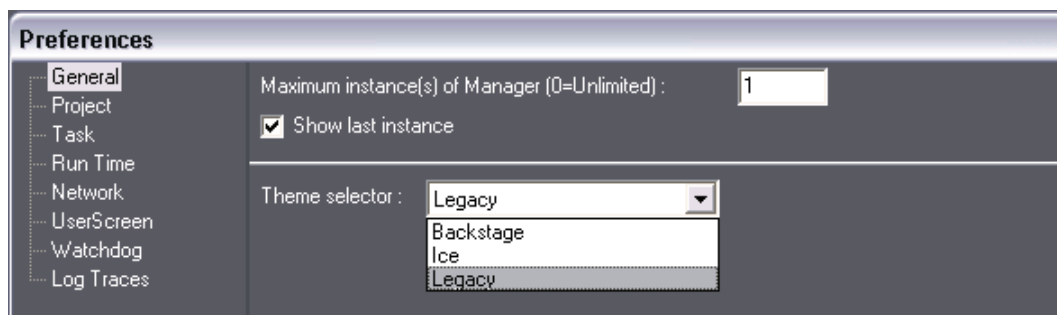 Preferences
General
Project
Task
Run Time
Network
UserScreen
Watchdog
Log Traces
Maximum instance(s) of Manager (0=Unlimited) : 1
Show last instance
Theme selector : Legacy
Backstage
Ice
Legacy